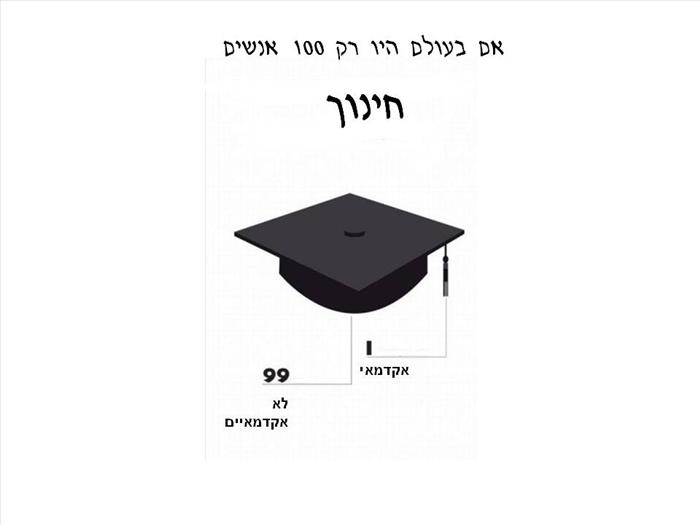 אם בעולם היו רק 100 אנשים
חינוך
1
אקדמאי
99
לא
אקדמאיים